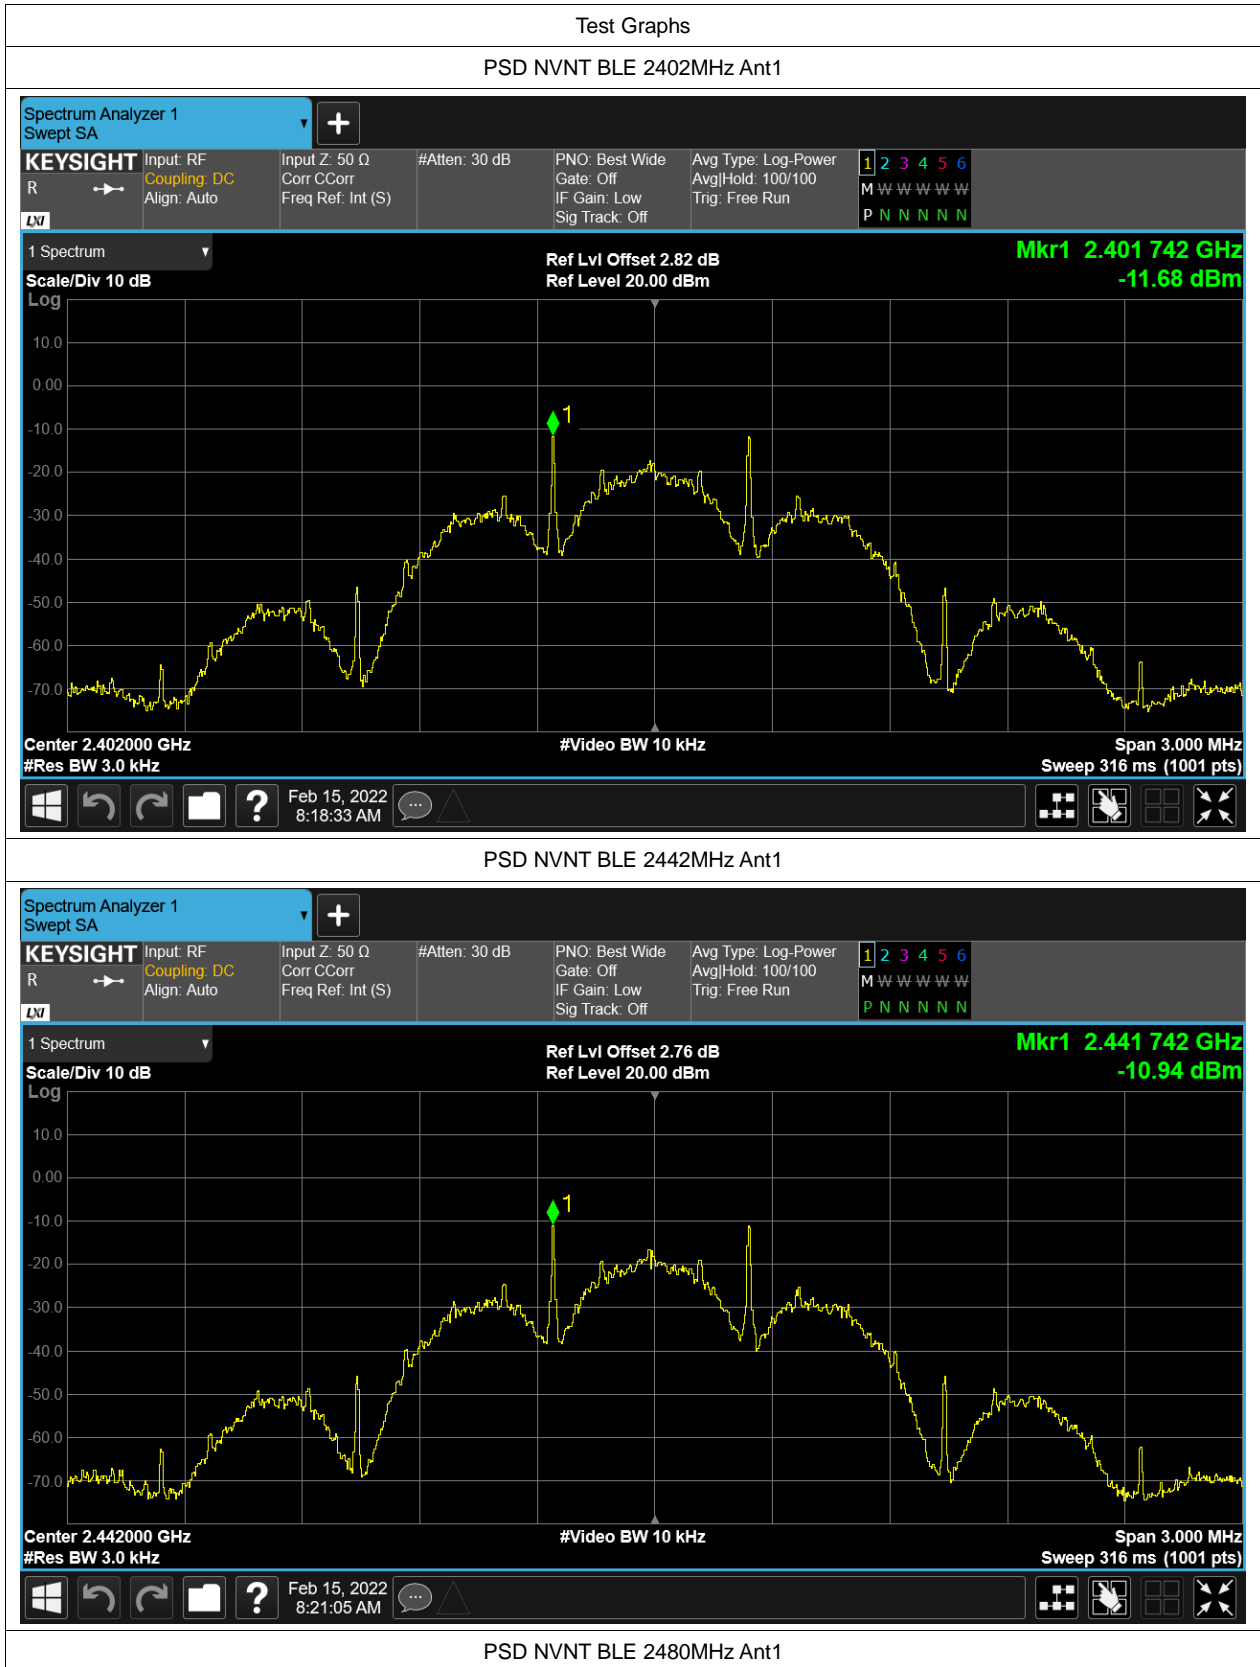 Test Graphs
PSD NVNT BLE 2402MHz Ant1
Spectrum Analyzer 1
Swept SA
KEYSIGHT Input: RF Input Z: 50 Ω #Atten: 30 dB PNO: Best Wide Avg Type: Log-Power 1 2 3 4 5 6
R Coupling: DC Corr CCorr Gate: Off Avg|Hold: 100/100 M W W W W W W
Align: Auto Freq Ref: Int (S) IF Gain: Low Trig: Free Run
LXI Sig Track: Off P N N N N N
1 Spectrum Ref Lvl Offset 2.82 dB Mkr1 2.401 742 GHz
Scale/Div 10 dB Ref Level 20.00 dBm -11.68 dBm
Log
10.0
0.00
1
-10.0
-20.0
-30.0
-40.0
-50.0
-60.0
-70.0
Center 2.402000 GHz #Video BW 10 kHz Span 3.000 MHz
#Res BW 3.0 kHz Sweep 316 ms (1001 pts)
? Feb 15, 2022
8:18:33 AM
PSD NVNT BLE 2442MHz Ant1
Spectrum Analyzer 1
Swept SA
KEYSIGHT Input: RF Input Z: 50 Ω #Atten: 30 dB PNO: Best Wide Avg Type: Log-Power 1 2 3 4 5 6
R Coupling: DC Corr CCorr Gate: Off Avg|Hold: 100/100 M W W W W W
Align: Auto Freq Ref: Int (S) IF Gain: Low Trig: Free Run
LXI Sig Track: Off P N N N N N
1 Spectrum Ref Lvl Offset 2.76 dB Mkr1 2.441 742 GHz
Scale/Div 10 dB Ref Level 20.00 dBm -10.94 dBm
Log
10.0
0.00
1
-10.0
-20.0
-30.0
-40.0
-50.0
-60.0
-70.0
Center 2.442000 GHz #Video BW 10 kHz Span 3.000 MHz
#Res BW 3.0 kHz Sweep 316 ms (1001 pts)
? Feb 15, 2022
8:21:05 AM
PSD NVNT BLE 2480MHz Ant1